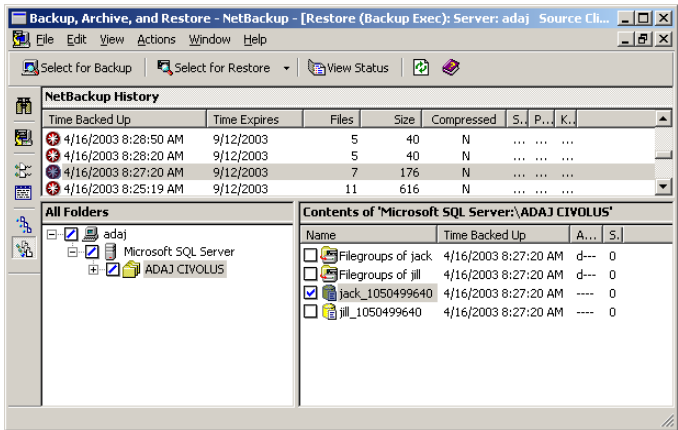 Backup, Archive, and Restore - NetBackup - [Restore (Backup Exec): Server: adaj Source Cli...
File Edit View Actions Window Help
Select for Backup Select for Restore View Status
NetBackup History
Time Backed Up Time Expires Files Size Compressed S.. P... K..
4/16/2003 8:28:50 AM 9/12/2003 5 40 N ... ... ...
4/16/2003 8:28:20 AM 9/12/2003 5 40 N ... ... ...
4/16/2003 8:27:20 AM 9/12/2003 7 176 N ... ... ...
4/16/2003 8:25:19 AM 9/12/2003 11 616 N ... ... ...
All Folders
adaj
Microsoft SQL Server
ADAJ CIVOLUS
Contents of 'Microsoft SQL Server:\ADAJ CIVOLUS'
Name Time Backed Up A... S..
Filegroups of jack 4/16/2003 8:27:20 AM d--- 0
Filegroups of jill 4/16/2003 8:27:20 AM d--- 0
jack_1050499640 4/16/2003 8:27:20 AM ---- 0
jill_1050499640 4/16/2003 8:27:20 AM ---- 0